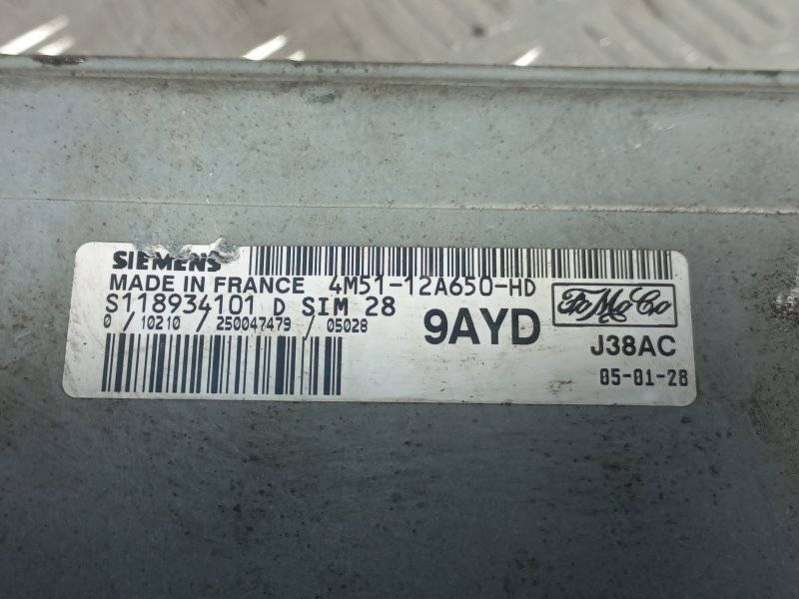 SIEMENS
MADE IN FRANCE 4M51-12A650-HD
S118934101 D SIM 28
0 / 10210 / 250047479 / 05028
9AYD
FoMoCo
J38AC
05-01-28